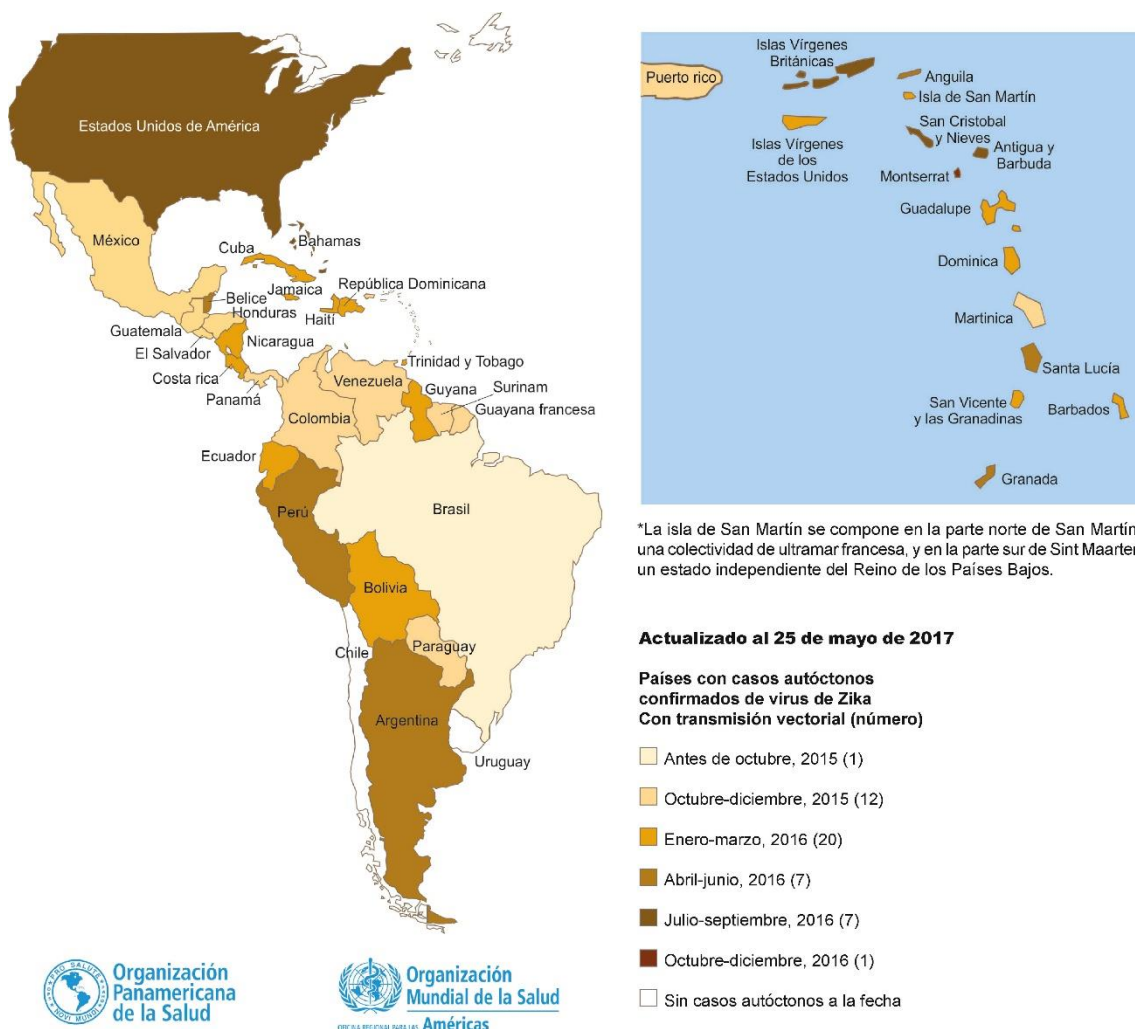 Estados Unidos de América
México
Cuba
Bahamas
Jamaica
República Dominicana
Haití
Belice
Honduras
Guatemala
El Salvador
Nicaragua
Costa rica
Panamá
Trinidad y Tobago
Venezuela
Guyana
Surinam
Guayana francesa
Colombia
Ecuador
Perú
Brasil
Bolivia
Chile
Paraguay
Argentina
Uruguay
Puerto rico
Islas Vírgenes
Británicas
Anguila
Isla de San Martín
Islas Vírgenes
de los
Estados Unidos
San Cristobal
y Nieves
Antigua y
Barbuda
Montserrat
Guadalupe
Dominica
Martinica
Santa Lucía
San Vicente
y las Granadinas
Barbados
Granada
*La isla de San Martín se compone en la parte norte de San Martín
una colectividad de ultramar francesa, y en la parte sur de Sint Maarten
un estado independiente del Reino de los Países Bajos.
Actualizado al 25 de mayo de 2017
Países con casos autóctonos
confirmados de virus de Zika
Con transmisión vectorial (número)
Antes de octubre, 2015 (1)
Octubre-diciembre, 2015 (12)
Enero-marzo, 2016 (20)
Abril-junio, 2016 (7)
Julio-septiembre, 2016 (7)
Octubre-diciembre, 2016 (1)
Sin casos autóctonos a la fecha
PRO SALUTE
NOVI MUNDI
Organización
Panamericana
de la Salud
Organización
Mundial de la Salud
OFICINA REGIONAL PARA LAS Américas